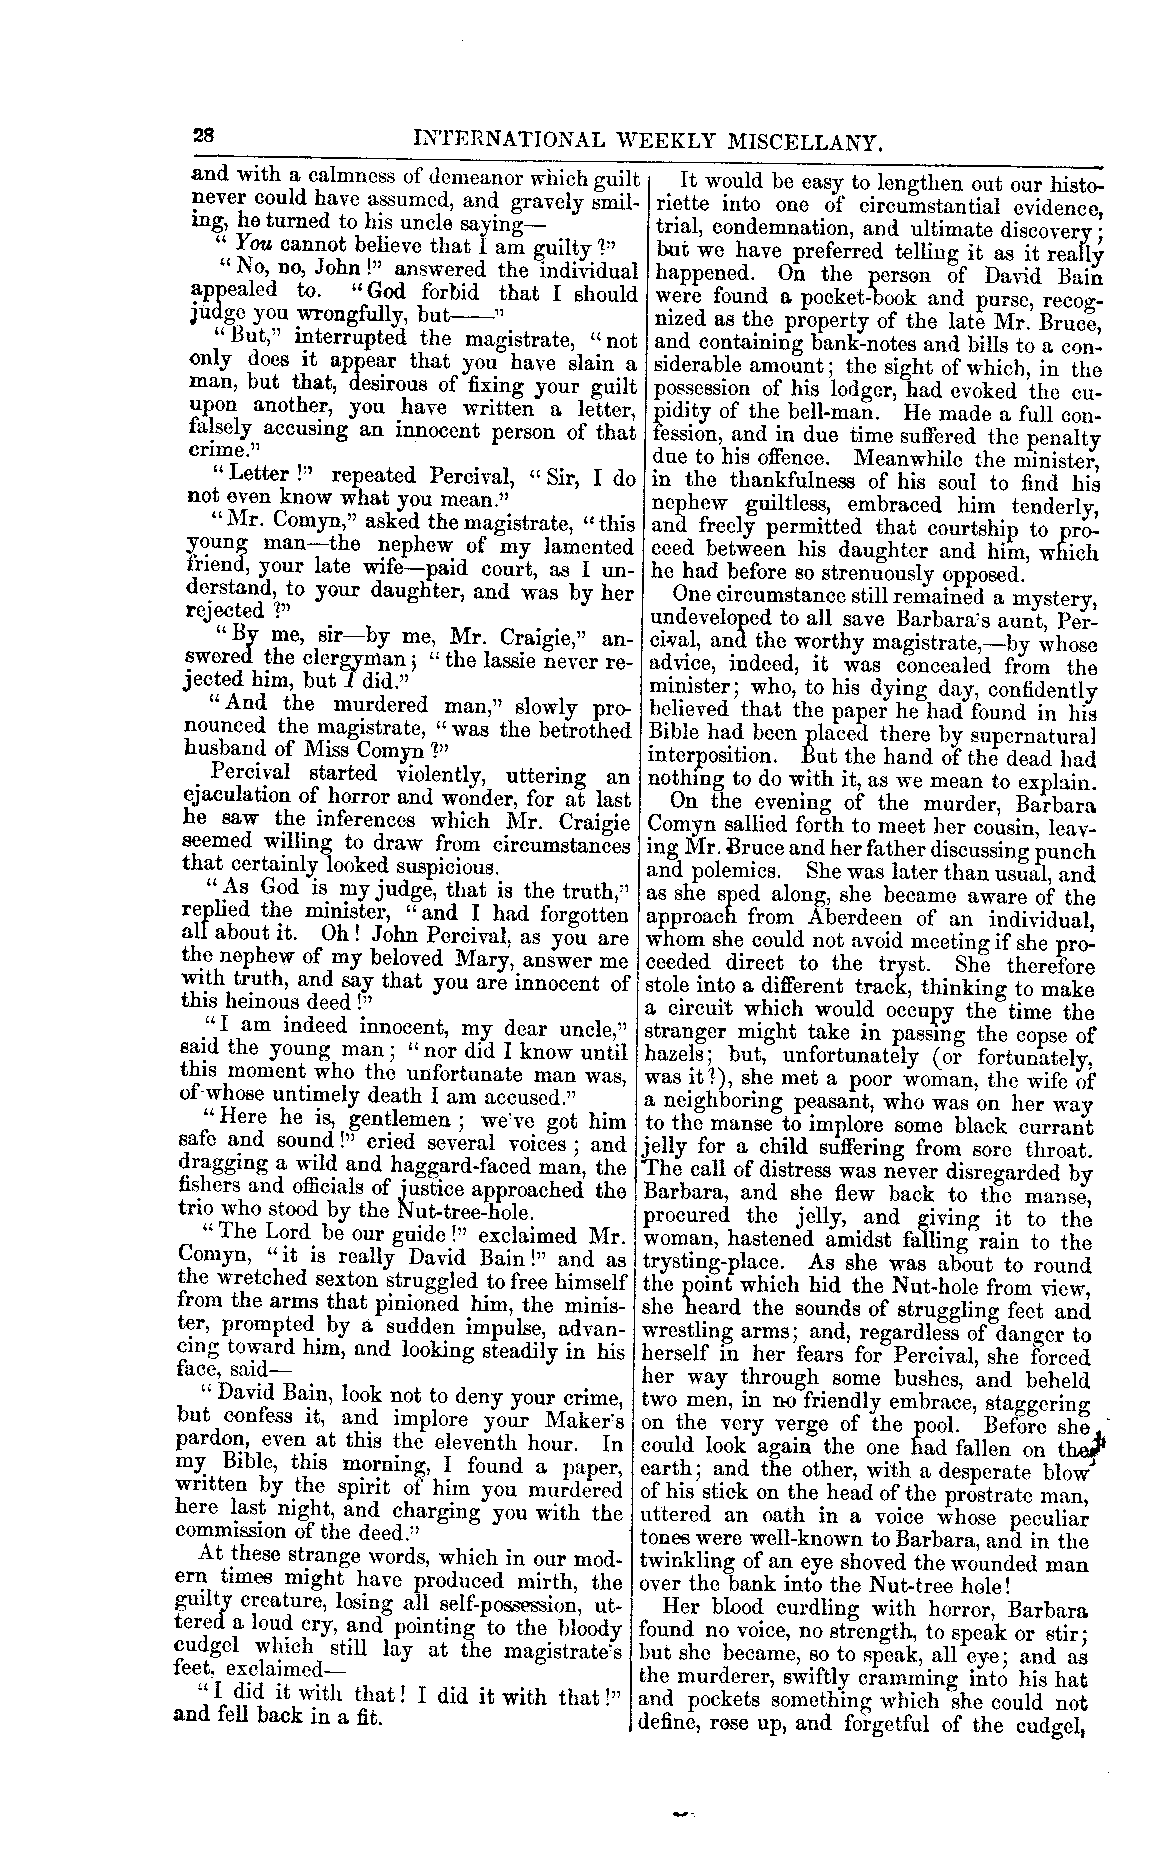 28 INTERNATIONAL WEEKLY MISCELLANY.
and with a calmness of demeanor which guilt
never could have assumed, and gravely smil-
ing, he turned to his uncle saying—
“ You cannot believe that I am guilty ?”
“ No, no, John !” answered the individual
appealed to. “God forbid that I should
judge you wrongfully, but——”
“ But,” interrupted the magistrate, “ not
only does it appear that you have slain a
man, but that, desirous of fixing your guilt
upon another, you have written a letter,
falsely accusing an innocent person of that
crime.”
“ Letter !” repeated Percival, “ Sir, I do
not even know what you mean.”
“ Mr. Comyn,” asked the magistrate, “ this
young man—the nephew of my lamented
friend, your late wife—paid court, as I un-
derstand, to your daughter, and was by her
rejected ?”
“ By me, sir—by me, Mr. Craigie,” an-
swered the clergyman ; “ the lassie never re-
jected him, but I did.”
“ And the murdered man,” slowly pro-
nounced the magistrate, “ was the betrothed
husband of Miss Comyn ?”
Percival started violently, uttering an
ejaculation of horror and wonder, for at last
he saw the inferences which Mr. Craigie
seemed willing to draw from circumstances
that certainly looked suspicious.
“ As God is my judge, that is the truth,”
replied the minister, “ and I had forgotten
all about it. Oh ! John Percival, as you are
the nephew of my beloved Mary, answer me
with truth, and say that you are innocent of
this heinous deed !”
“ I am indeed innocent, my dear uncle,”
said the young man ; “ nor did I know until
this moment who the unfortunate man was,
of whose untimely death I am accused.”
“ Here he is, gentlemen ; we've got him
safe and sound !” cried several voices ; and
dragging a wild and haggard-faced man, the
fishers and officials of justice approached the
trio who stood by the Nut-tree-hole.
“ The Lord be our guide !” exclaimed Mr.
Comyn, “ it is really David Bain !” and as
the wretched sexton struggled to free himself
from the arms that pinioned him, the minis-
ter, prompted by a sudden impulse, advan-
cing toward him, and looking steadily in his
face, said—
“ David Bain, look not to deny your crime,
but confess it, and implore your Maker's
pardon, even at this the eleventh hour. In
my Bible, this morning, I found a paper,
written by the spirit of him you murdered
here last night, and charging you with the
commission of the deed.”
At these strange words, which in our mod-
ern times might have produced mirth, the
guilty creature, losing all self-possession, ut-
tered a loud cry, and pointing to the bloody
cudgel which still lay at the magistrate's
feet, exclaimed—
“ I did it with that ! I did it with that !”
and fell back in a fit.
It would be easy to lengthen out our histo-
riette into one of circumstantial evidence,
trial, condemnation, and ultimate discovery ;
but we have preferred telling it as it really
happened. On the person of David Bain
were found a pocket-book and purse, recog-
nized as the property of the late Mr. Bruce,
and containing bank-notes and bills to a con-
siderable amount ; the sight of which, in the
possession of his lodger, had evoked the cu-
pidity of the bell-man. He made a full con-
fession, and in due time suffered the penalty
due to his offence. Meanwhile the minister,
in the thankfulness of his soul to find his
nephew guiltless, embraced him tenderly,
and freely permitted that courtship to pro-
ceed between his daughter and him, which
he had before so strenuously opposed.
One circumstance still remained a mystery,
undeveloped to all save Barbara's aunt, Per-
cival, and the worthy magistrate,—by whose
advice, indeed, it was concealed from the
minister ; who, to his dying day, confidently
believed that the paper he had found in his
Bible had been placed there by supernatural
interposition. But the hand of the dead had
nothing to do with it, as we mean to explain.
On the evening of the murder, Barbara
Comyn sallied forth to meet her cousin, leav-
ing Mr. Bruce and her father discussing punch
and polemics. She was later than usual, and
as she sped along, she became aware of the
approach from Aberdeen of an individual,
whom she could not avoid meeting if she pro-
ceeded direct to the tryst. She therefore
stole into a different track, thinking to make
a circuit which would occupy the time the
stranger might take in passing the copse of
hazels ; but, unfortunately (or fortunately,
was it ?), she met a poor woman, the wife of
a neighboring peasant, who was on her way
to the manse to implore some black currant
jelly for a child suffering from sore throat.
The call of distress was never disregarded by
Barbara, and she flew back to the manse,
procured the jelly, and giving it to the
woman, hastened amidst falling rain to the
trysting-place. As she was about to round
the point which hid the Nut-hole from view,
she heard the sounds of struggling feet and
wrestling arms ; and, regardless of danger to
herself in her fears for Percival, she forced
her way through some bushes, and beheld
two men, in no friendly embrace, staggering
on the very verge of the pool. Before she
could look again the one had fallen on the
earth ; and the other, with a desperate blow
of his stick on the head of the prostrate man,
uttered an oath in a voice whose peculiar
tones were well-known to Barbara, and in the
twinkling of an eye shoved the wounded man
over the bank into the Nut-tree hole !
Her blood curdling with horror, Barbara
found no voice, no strength, to speak or stir ;
but she became, so to speak, all eye ; and as
the murderer, swiftly cramming into his hat
and pockets something which she could not
define, rose up, and forgetful of the cudgel,